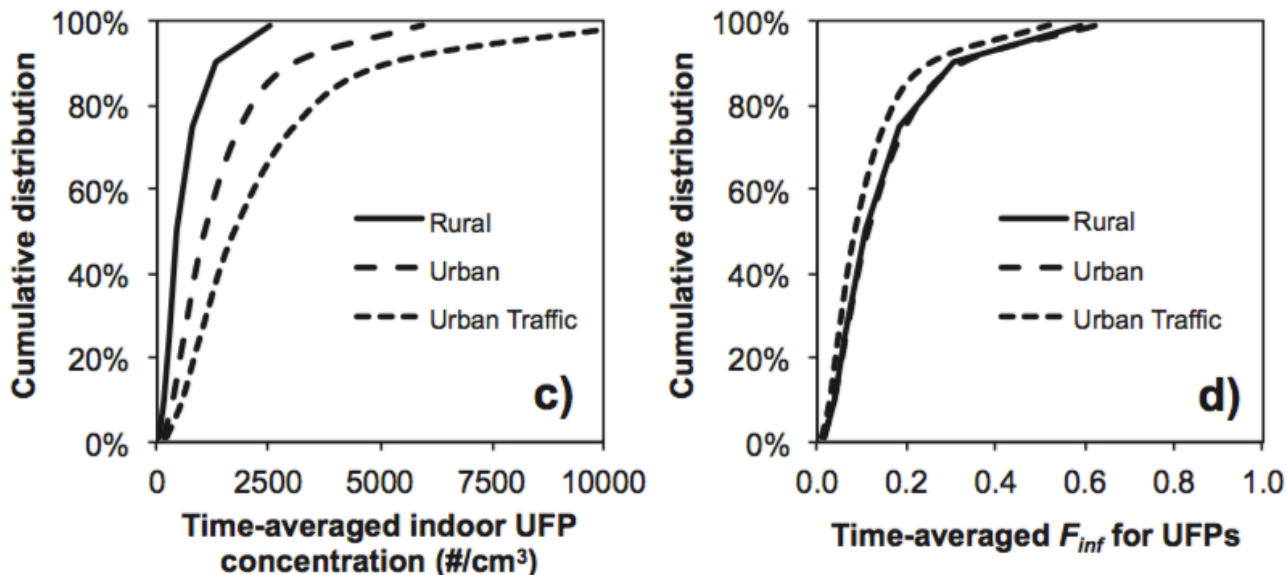 100%
80%
60%
40%
20%
0%
Cumulative distribution
Rural
Urban
Urban Traffic
c)
0 2500 5000 7500 10000
Time-averaged indoor UFP
concentration (#/cm³)
100%
80%
60%
40%
20%
0%
Cumulative distribution
Rural
Urban
Urban Traffic
d)
0.0 0.2 0.4 0.6 0.8 1.0
Time-averaged Finf for UFPs